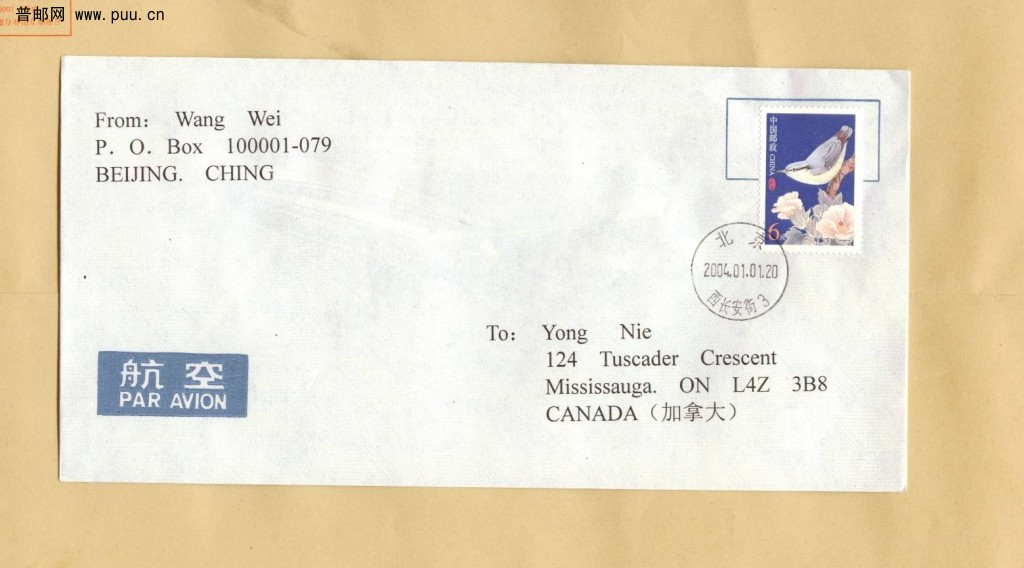 普邮网 www.puu.cn
From: Wang Wei
P. O. Box 100001-079
BEIJING. CHING
中国邮政 CHINA
6
北京
2004.01.01.20
西长安街 3
To: Yong Nie
124 Tuscader Crescent
Mississauga. ON L4Z 3B8
CANADA（加拿大）
航空
PAR AVION